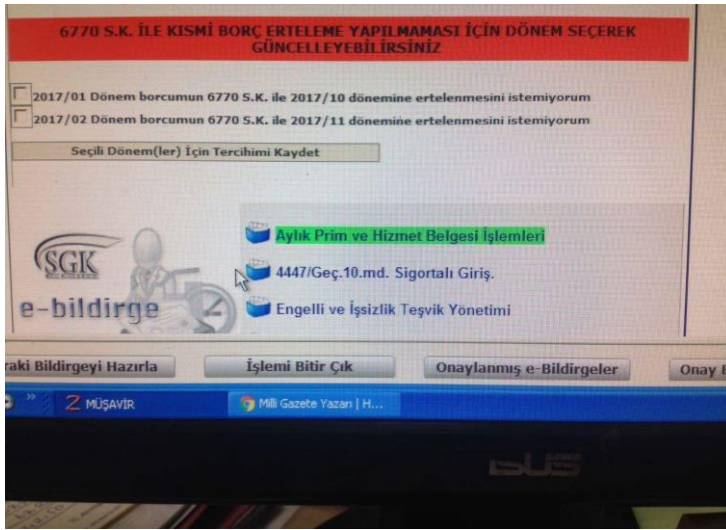 6770 S.K. İLE KISMİ BORÇ ERTELEME YAPILMAMASI İÇİN DÖNEM SEÇEREK
GÜNCELLEYEBİLİRSİNİZ
2017/01 Dönem borcumun 6770 S.K. ile 2017/10 dönemine ertelenmesini istemiyorum
2017/02 Dönem borcumun 6770 S.K. ile 2017/11 dönemine ertelenmesini istemiyorum
Seçili Dönem(ler) İçin Tercihimi Kaydet
Aylık Prim ve Hizmet Belgesi İşlemleri
SGK
4447/Geç.10.md. Sigortalı Giriş.
e-bildirge
Engelli ve İşsizlik Teşvik Yönetimi
raki Bildirgeyi Hazırla
İşlemi Bitir Çık
Onaylanmış e-Bildirgeler
Onay
MÜŞAVİR
Milli Gazete Yazarı | H...